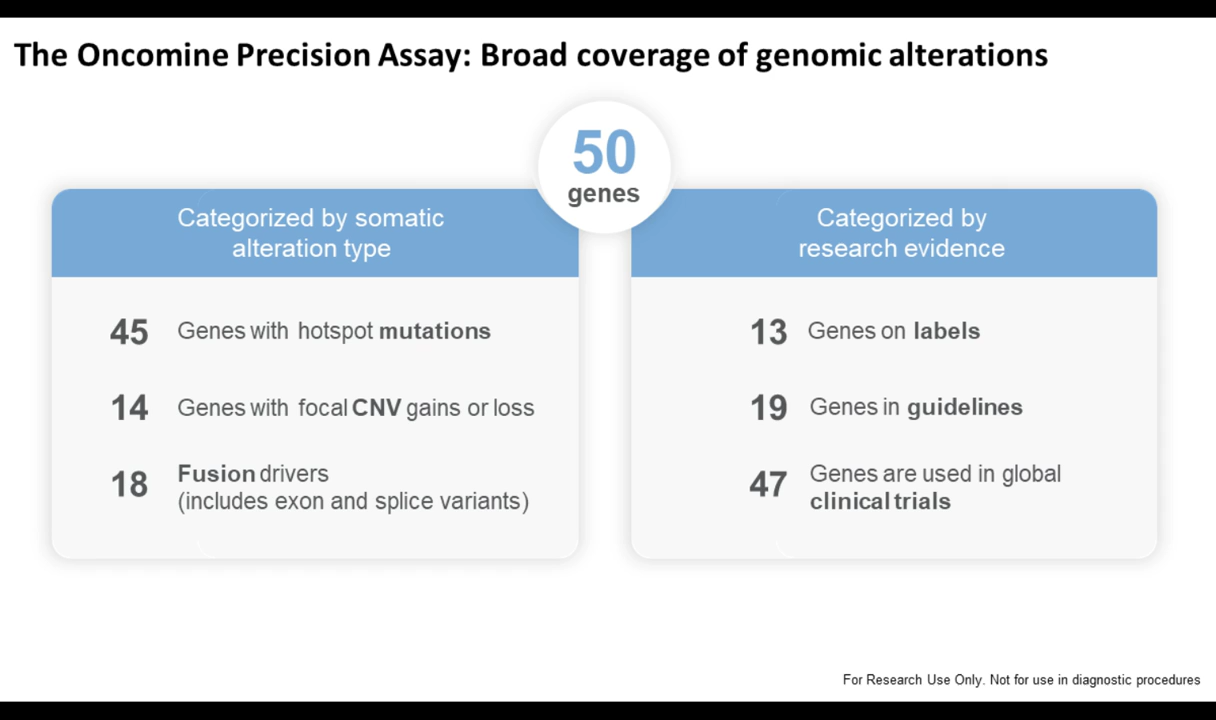 The Oncomine Precision Assay: Broad coverage of genomic alterations
50
genes
Categorized by somatic
alteration type
45 Genes with hotspot mutations
14 Genes with focal CNV gains or loss
18 Fusion drivers
(includes exon and splice variants)
Categorized by
research evidence
13 Genes on labels
19 Genes in guidelines
47 Genes are used in global
clinical trials
For Research Use Only. Not for use in diagnostic procedures